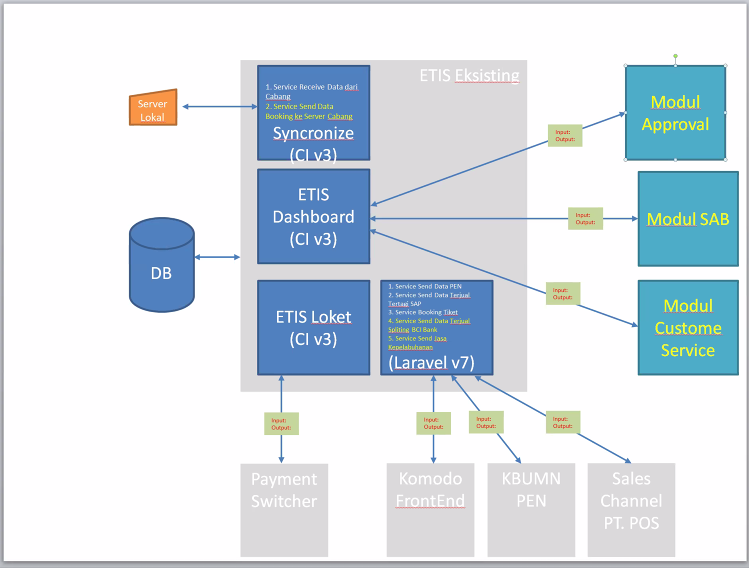 ETIS Eksisting
Server
Lokal
1. Service Receive Data dari
Cabang
2. Service Send Data
Booking ke Server Cabang
Syncronize
(CI v3)
Modul
Approval
Input:
Output:
ETIS
Dashboard
(CI v3)
Input:
Output:
Modul SAB
DB
Input:
Output:
ETIS Loket
(CI v3)
1. Service Send Data PEN
2. Service Send Data Terjual
Tertagi SAP
3. Service Booking Tiket
4. Service Send Data Terjual
Spliting BCI Bank
5. Service Send Jasa
Kepelabuhanan
(Laravel v7)
Modul
Custome
Service
Input:
Output:
Input:
Output:
Input:
Output:
Input:
Output:
Payment
Switcher
Komodo
FrontEnd
KBUMN
PEN
Sales
Channel
PT. POS